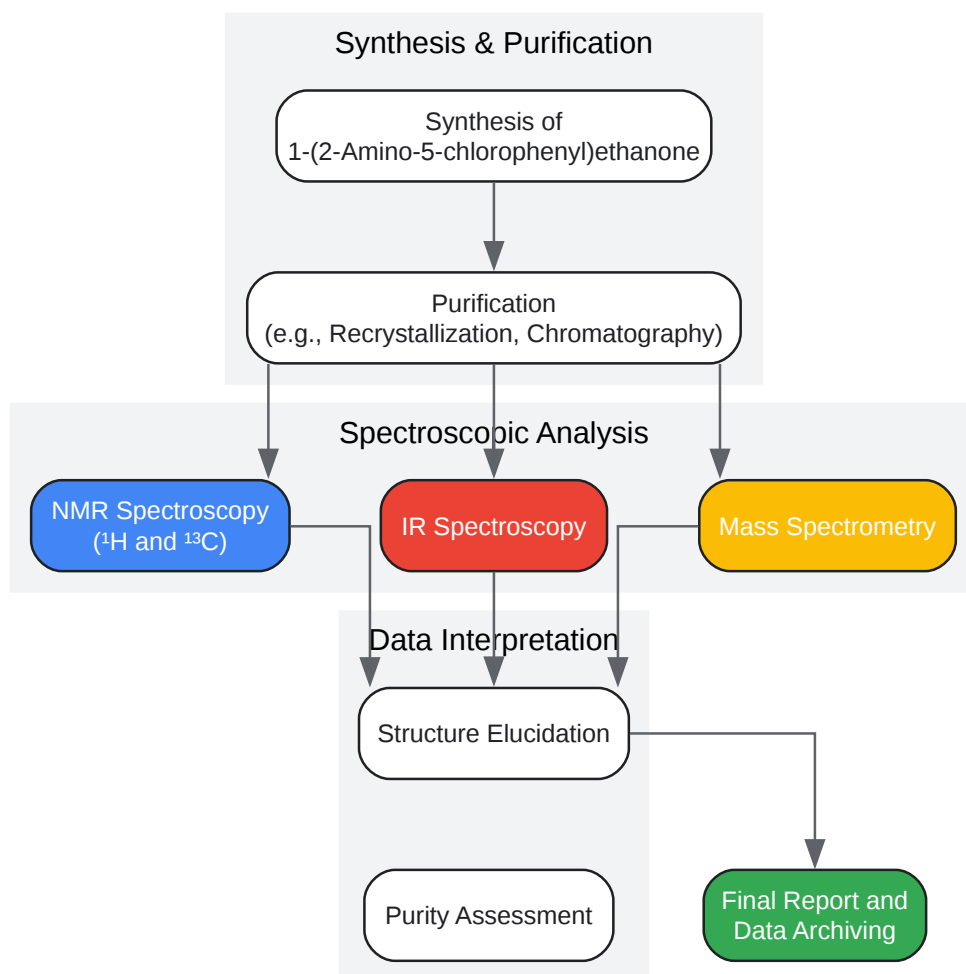 Synthesis & Purification
Synthesis of
1-(2-Amino-5-chlorophenyl)ethanone
Purification
(e.g., Recrystallization, Chromatography)
Spectroscopic Analysis
NMR Spectroscopy
(¹H and ¹³C)
IR Spectroscopy
Mass Spectrometry
Data Interpretation
Structure Elucidation
Purity Assessment
Final Report and
Data Archiving